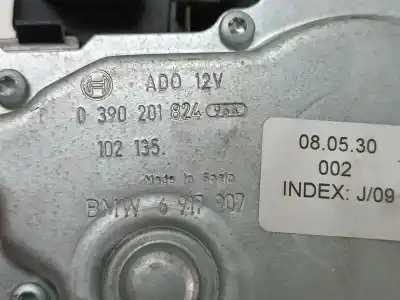 ADO 12V
0 390 201 824
102 135.
Made in Spain
BMW 6 917 907
08.05.30
002
INDEX: J/09